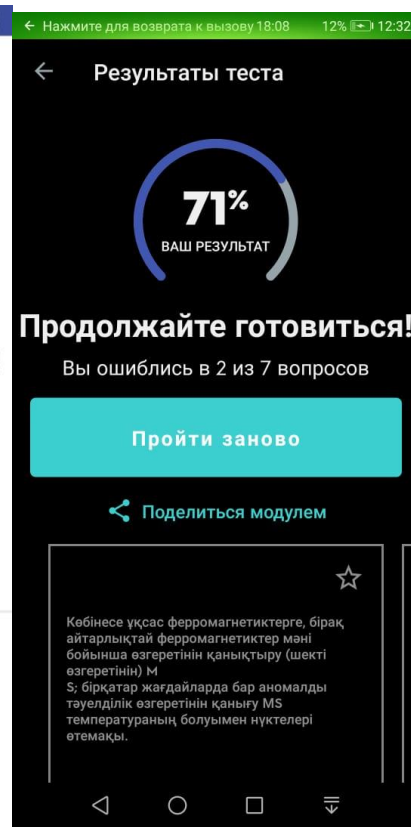 ← Нажмите для возврата к вызову 18:08 12% 12:32
← Результаты теста
71%
ВАШ РЕЗУЛЬТАТ
Продолжайте готовиться!
Вы ошиблись в 2 из 7 вопросов
Пройти заново
Поделиться модулем
Көбінесе ұқсас ферромагнетиктерге, бірақ
айтарлықтай ферромагнетиктер мәні
бойынша өзгеретінін қанықтыру (шекті
өзгеретінін) М
S; бірқатар жағдайларда бар аномалды
тәуелділік өзгеретінін қанығу MS
температураның болуымен нүктелері
өтемақы.